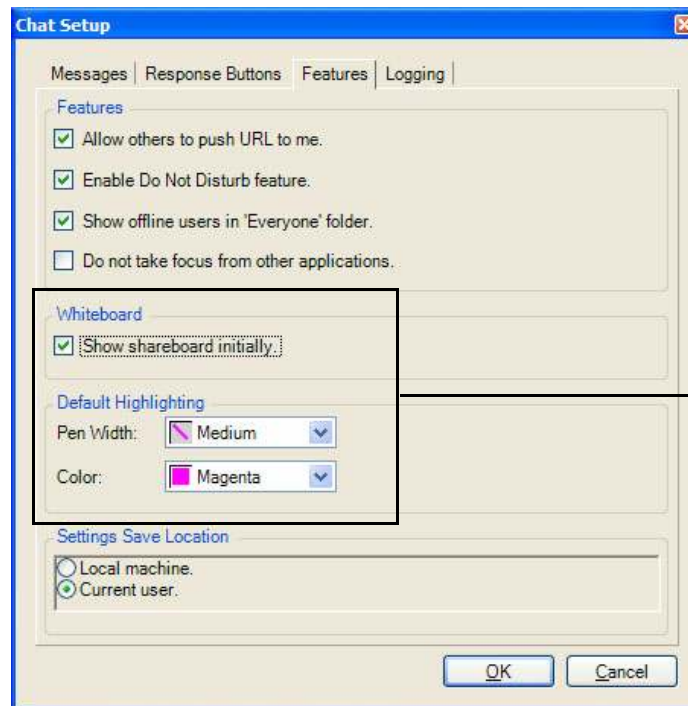 Chat Setup
Messages Response Buttons Features Logging
Features
Allow others to push URL to me.
Enable Do Not Disturb feature.
Show offline users in 'Everyone' folder.
Do not take focus from other applications.
Whiteboard
Show shareboard initially.
Default Highlighting
Pen Width: Medium
Color: Magenta
Settings Save Location
Local machine.
Current user.
OK Cancel